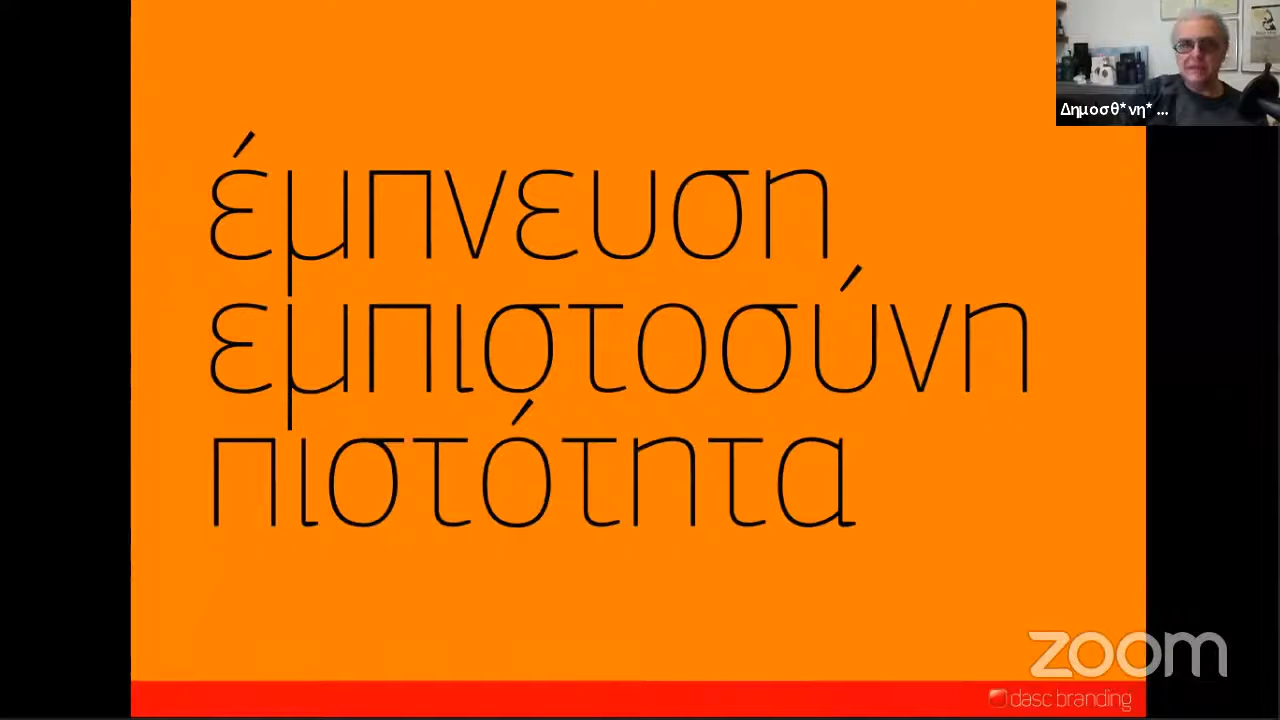 Δημοσθ*νη* ...
έμπνευση
εμπιστοσύνη
πιστότητα
zoom
dasc branding